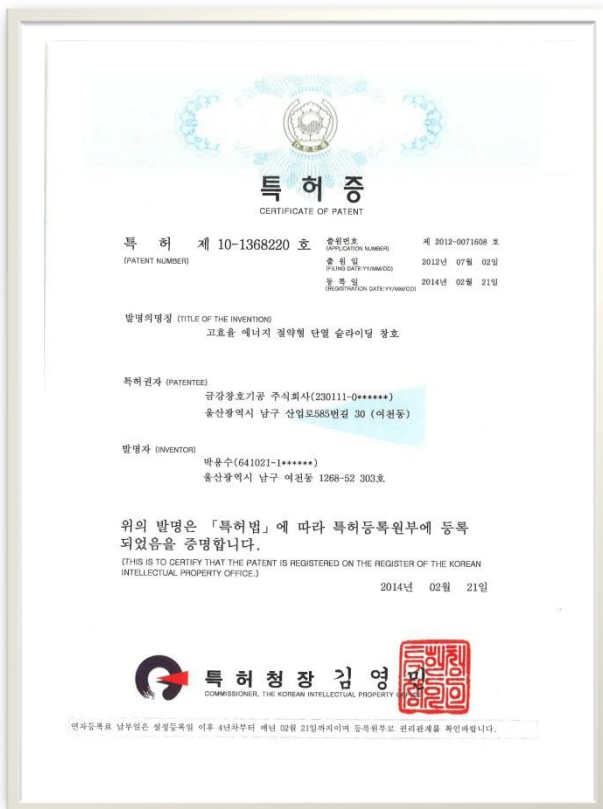 특허증
CERTIFICATE OF PATENT
특 허 제 10-1368220 호
(PATENT NUMBER)
출원번호 제 2012-0071608 호
(APPLICATION NUMBER)
출 원 일 2012년 07월 02일
(FILING DATE:YY/MM/DD)
등 록 일 2014년 02월 21일
(REGISTRATION DATE:YY/MM/DD)
발명의명칭 (TITLE OF THE INVENTION)
고효율 에너지 절약형 단열 슬라이딩 창호
특허권자 (PATENTEE)
금강창호기공 주식회사(230111-0******)
울산광역시 남구 산업로585번길 30 (여천동)
발명자 (INVENTOR)
박용수(641021-1******)
울산광역시 남구 여천동 1268-52 303호
위의 발명은 「특허법」에 따라 특허등록원부에 등록
되었음을 증명합니다.
(THIS IS TO CERTIFY THAT THE PATENT IS REGISTERED ON THE REGISTER OF THE KOREAN
INTELLECTUAL PROPERTY OFFICE.)
2014년 02월 21일
특허청장 김영민
COMMISSIONER, THE KOREAN INTELLECTUAL PROPERTY OFFICE
연차등록료 납부일은 설정등록일 이후 4년차부터 매년 02월 21일까지이며 등록원부로 권리관계를 확인바랍니다.